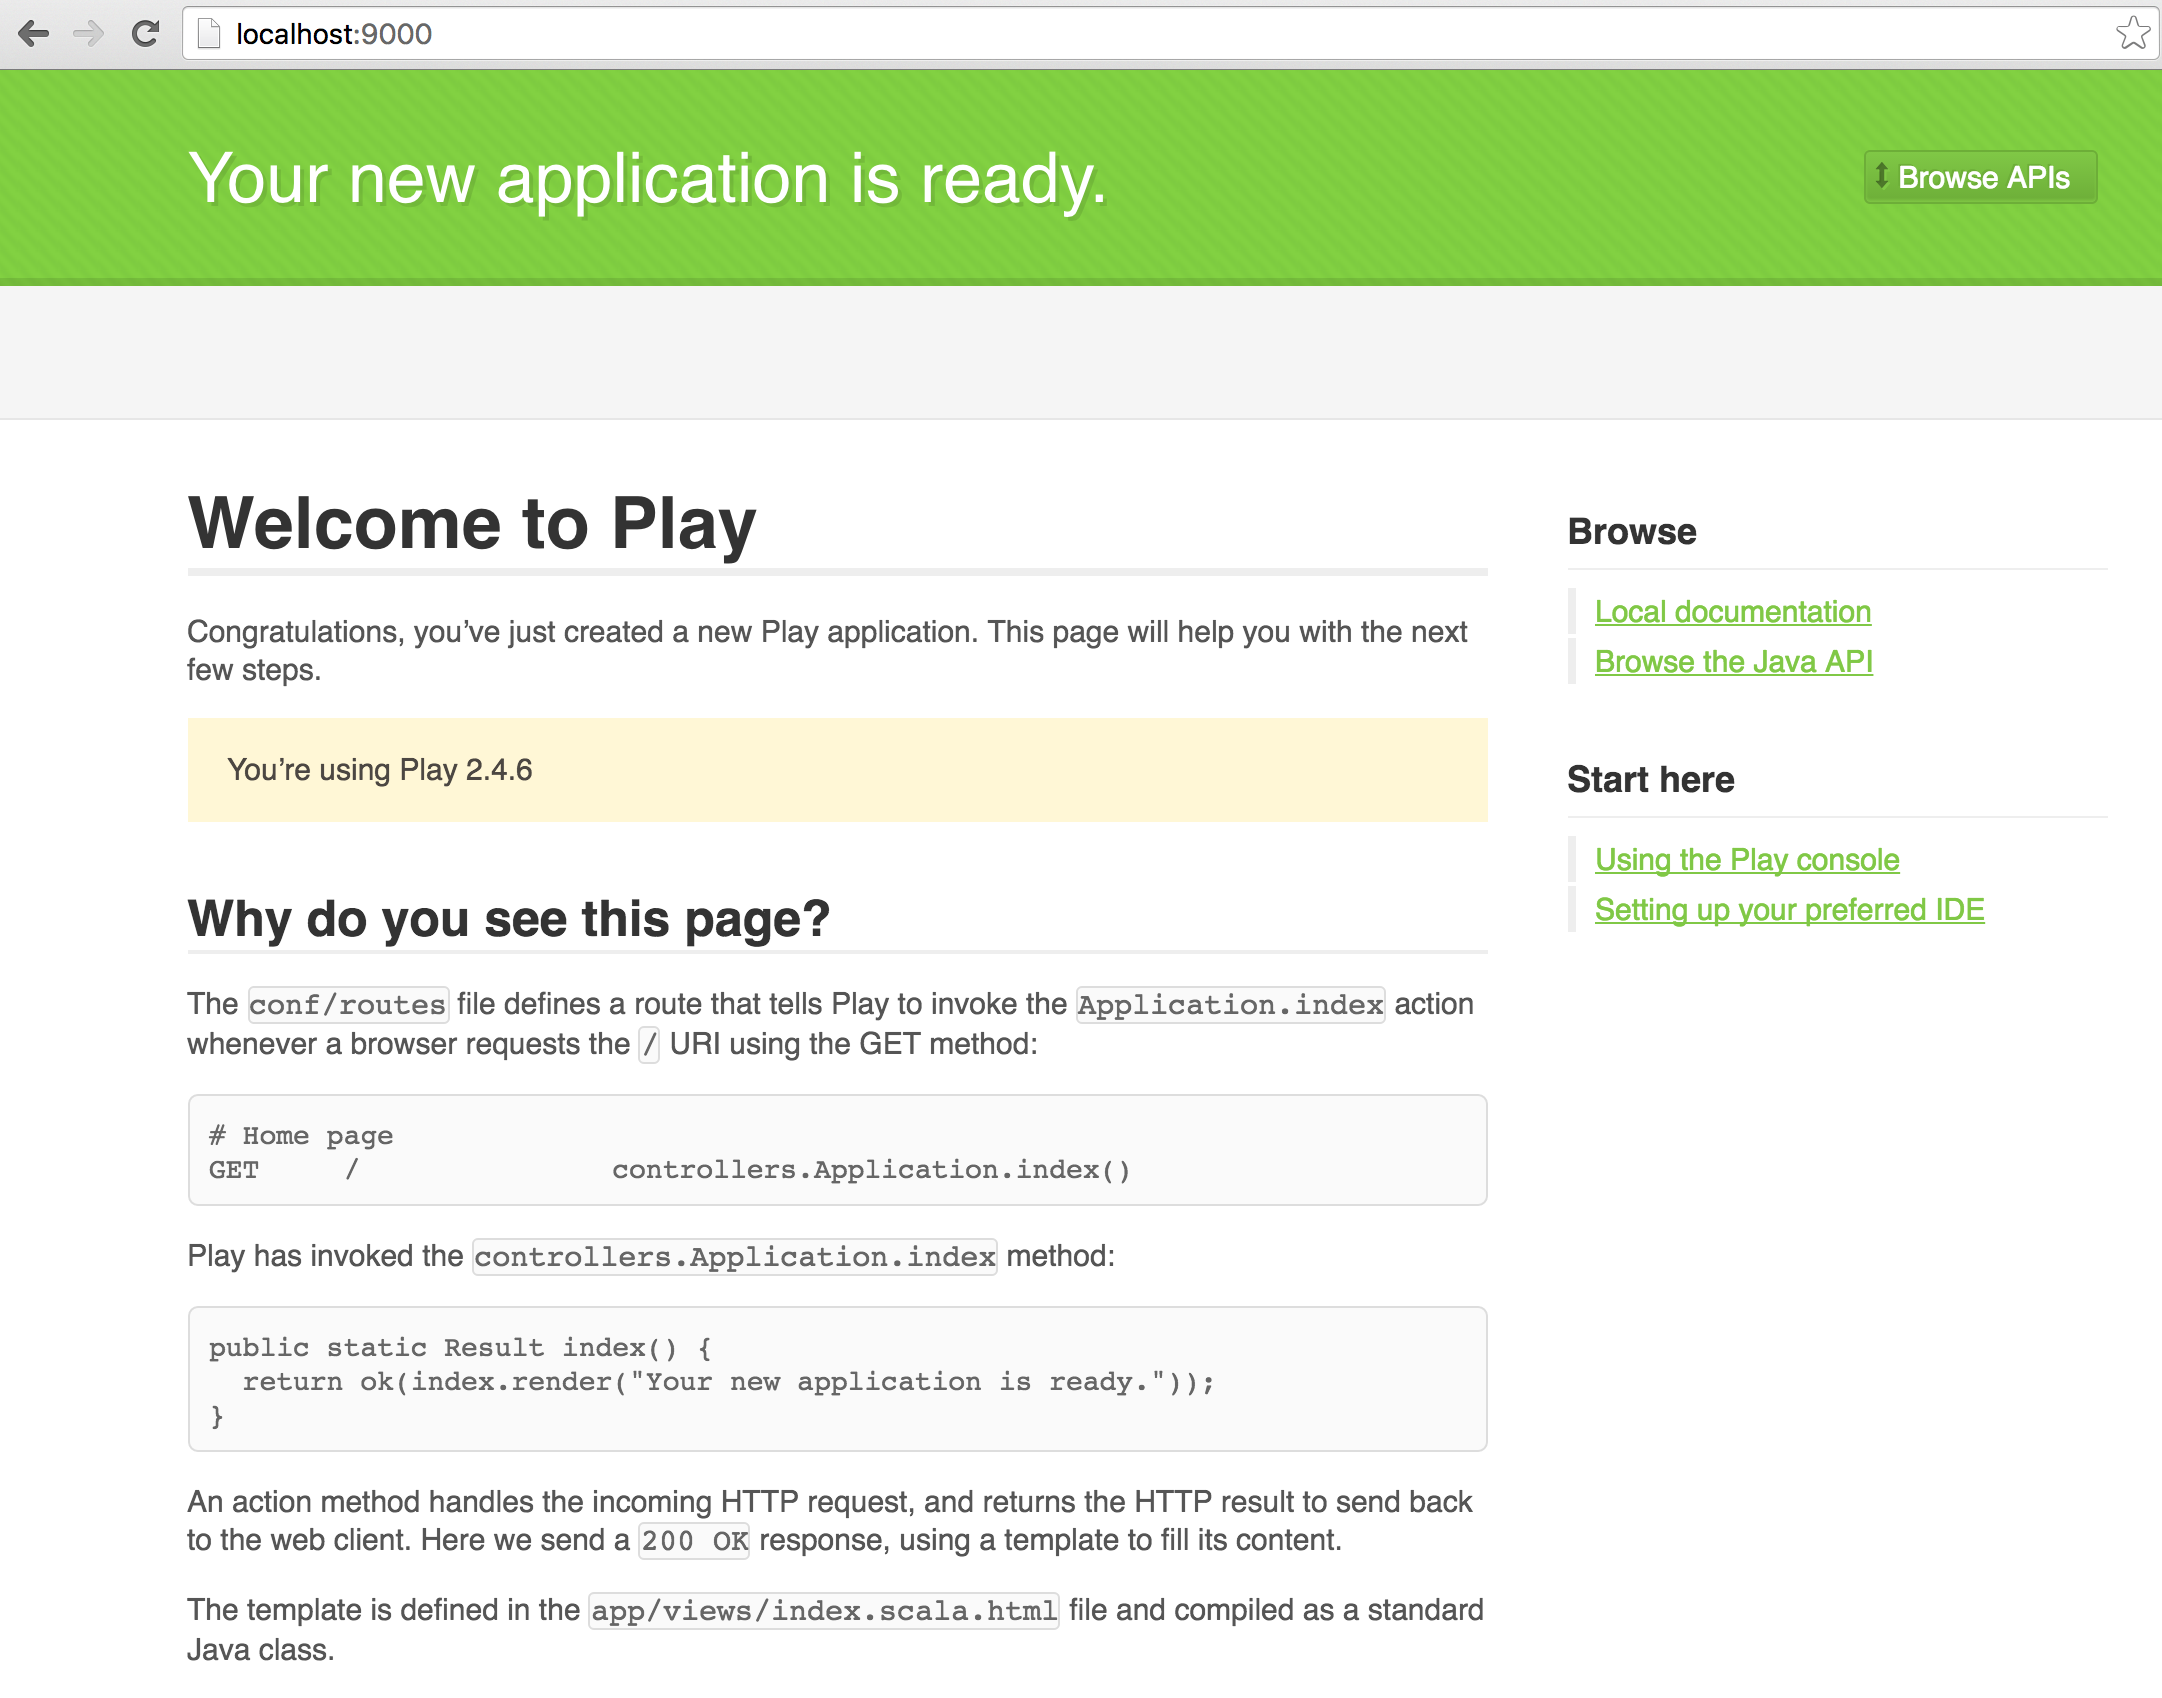 localhost:9000
Your new application is ready.
Browse APIs
Welcome to Play
Congratulations, you’ve just created a new Play application. This page will help you with the next
few steps.
You’re using Play 2.4.6
Why do you see this page?
The conf/routes file defines a route that tells Play to invoke the Application.index action
whenever a browser requests the / URI using the GET method:
# Home page
GET     /               controllers.Application.index()
Play has invoked the controllers.Application.index method:
public static Result index() {
  return ok(index.render("Your new application is ready."));
}
An action method handles the incoming HTTP request, and returns the HTTP result to send back
to the web client. Here we send a 200 OK response, using a template to fill its content.
The template is defined in the app/views/index.scala.html file and compiled as a standard
Java class.
Browse
Local documentation
Browse the Java API
Start here
Using the Play console
Setting up your preferred IDE